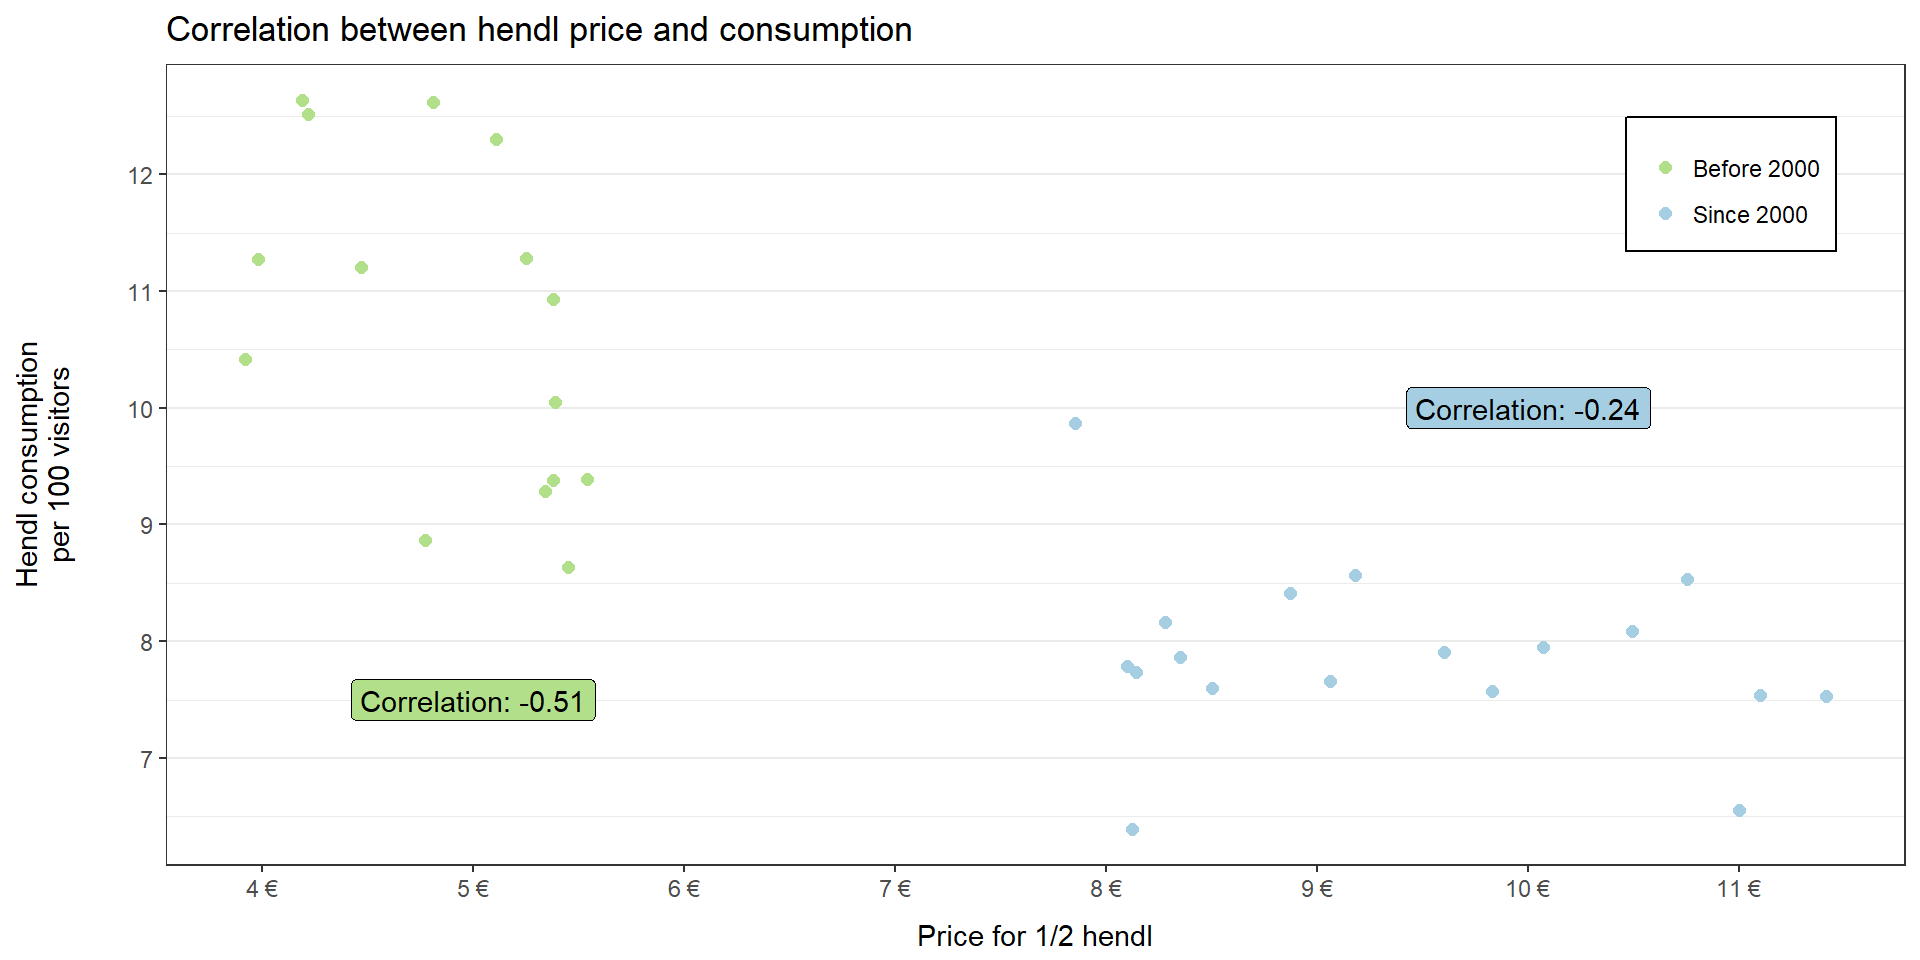 Correlation between hendl price and consumption
Hendl consumption
per 100 visitors
12
11
10
9
8
7
Before 2000
Since 2000
Correlation: -0.24
Correlation: -0.51
4 €
5 €
6 €
7 €
8 €
9 €
10 €
11 €
Price for 1/2 hendl